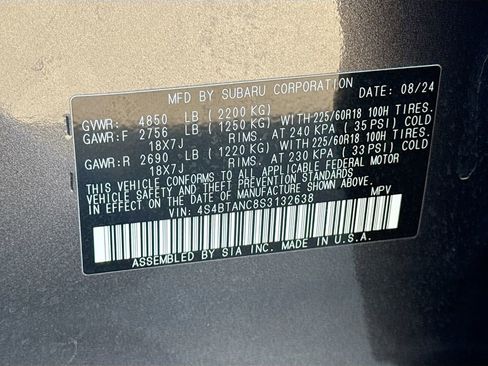 MFD BY SUBARU CORPORATION DATE: 08/24
GVWR: 4850 LB (2200 KG)
GAWR:F 2756 LB (1250 KG) WITH 225/60R18 100H TIRES.
18X7J RIMS. AT 240 KPA (35 PSI) COLD
GAWR:R 2690 LB (1220 KG) WITH 225/60R18 100H TIRES.
18X7J RIMS. AT 230 KPA (33 PSI) COLD
THIS VEHICLE CONFORMS TO ALL APPLICABLE FEDERAL MOTOR
VEHICLE SAFETY AND THEFT PREVENTION STANDARDS
IN EFFECT ON THE DATE OF MANUFACTURE SHOWN ABOVE.
VIN: 4S4BTANC8S3132638 MPV
ASSEMBLED BY SIA INC. MADE IN U.S.A.